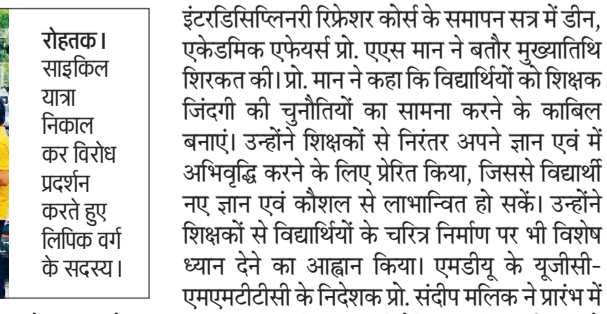 रोहतक।
साइकिल
यात्रा
निकाल
कर विरोध
प्रदर्शन
करते हुए
लिपिक वर्ग
के सदस्य।
इंटरडिसिप्लिनरी रिफ्रेशर कोर्स के समापन सत्र में डीन,
एकेडमिक एफेयर्स प्रो. एएस मान ने बतौर मुख्यातिथि
शिरकत की। प्रो. मान ने कहा कि विद्यार्थियों को शिक्षक
जिंदगी की चुनौतियों का सामना करने के काबिल
बनाएं। उन्होंने शिक्षकों से निरंतर अपने ज्ञान एवं में
अभिवृद्धि करने के लिए प्रेरित किया, जिससे विद्यार्थी
नए ज्ञान एवं कौशल से लाभान्वित हो सकें। उन्होंने
शिक्षकों से विद्यार्थियों के चरित्र निर्माण पर भी विशेष
ध्यान देने का आह्वान किया। एमडीयू के यूजीसी-
एमएमटीटीसी के निदेशक प्रो. संदीप मलिक ने प्रारंभ में